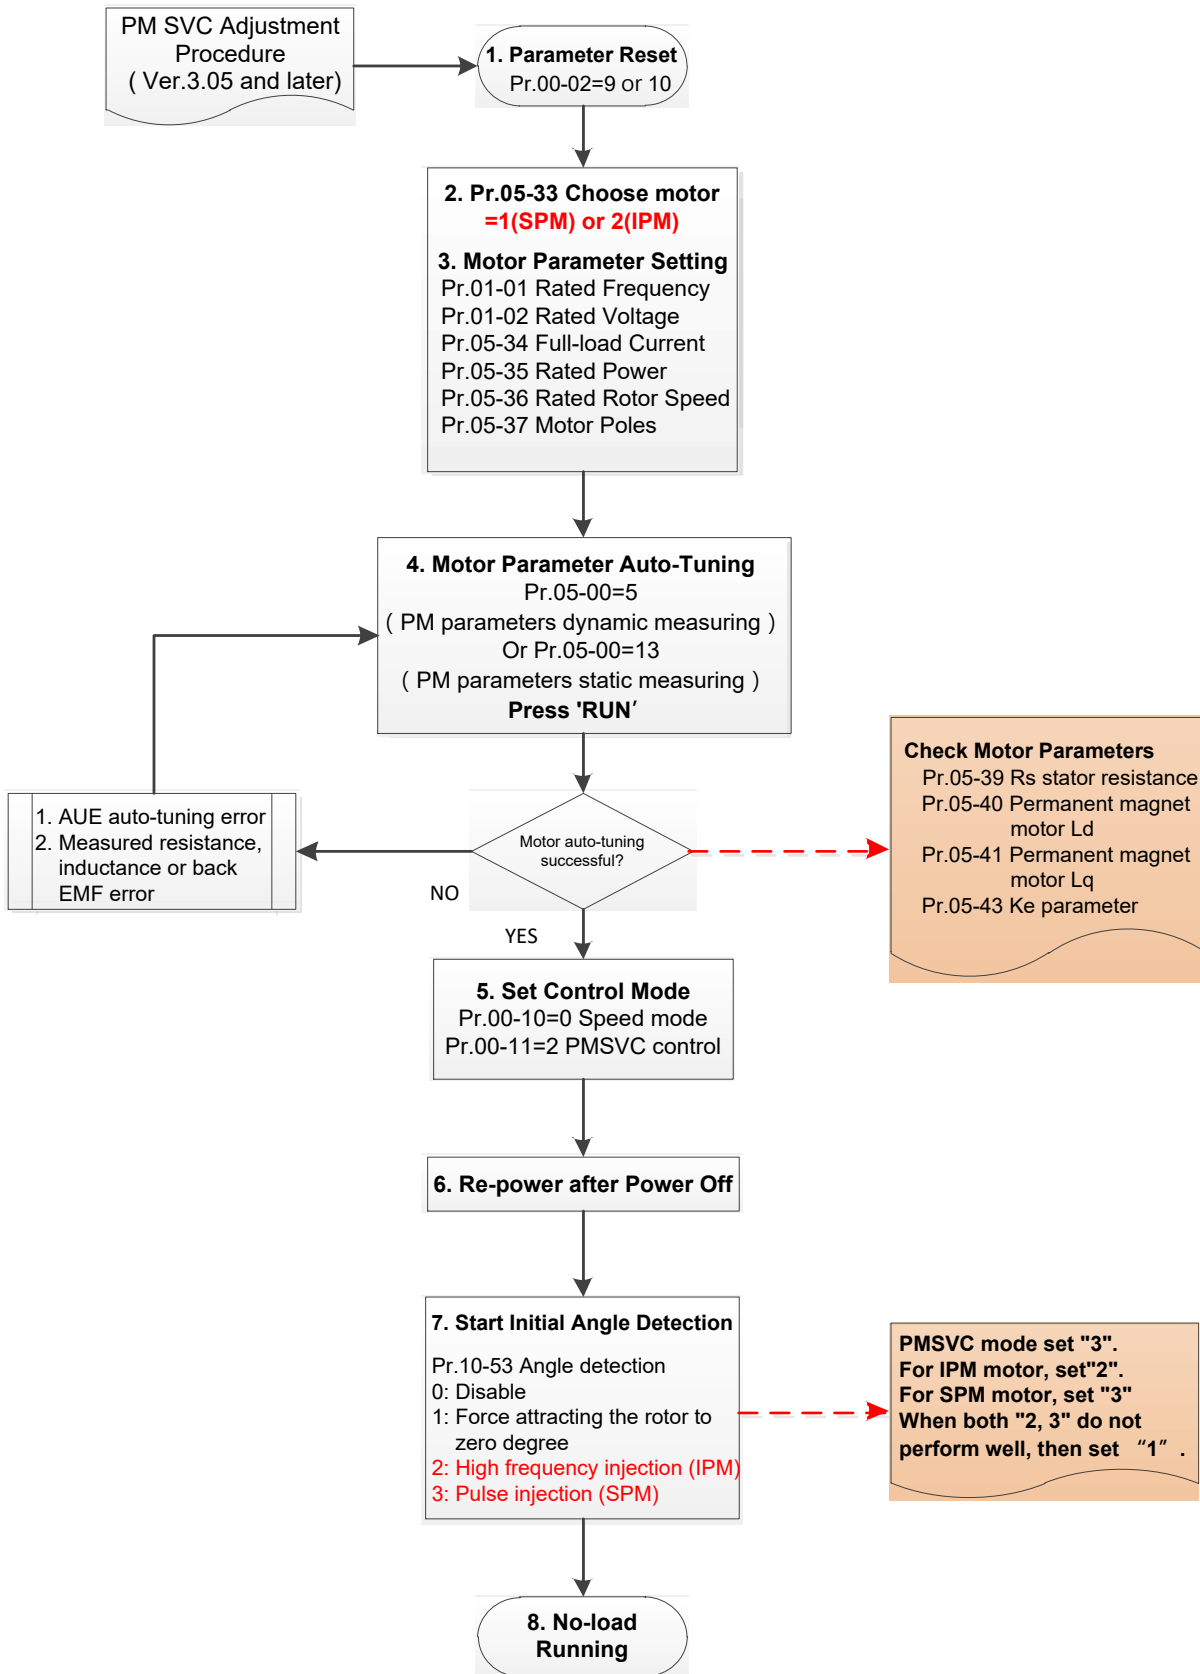 PM SVC Adjustment
Procedure
( Ver.3.05 and later)
1. Parameter Reset
Pr.00-02=9 or 10
2. Pr.05-33 Choose motor
=1(SPM) or 2(IPM)
3. Motor Parameter Setting
Pr.01-01 Rated Frequency
Pr.01-02 Rated Voltage
Pr.05-34 Full-load Current
Pr.05-35 Rated Power
Pr.05-36 Rated Rotor Speed
Pr.05-37 Motor Poles
4. Motor Parameter Auto-Tuning
Pr.05-00=5
( PM parameters dynamic measuring )
Or Pr.05-00=13
( PM parameters static measuring )
Press 'RUN’
Motor auto-tuning
successful?
NO
YES
1. AUE auto-tuning error
2. Measured resistance,
inductance or back
EMF error
Check Motor Parameters
Pr.05-39 Rs stator resistance
Pr.05-40 Permanent magnet
motor Ld
Pr.05-41 Permanent magnet
motor Lq
Pr.05-43 Ke parameter
5. Set Control Mode
Pr.00-10=0 Speed mode
Pr.00-11=2 PMSVC control
6. Re-power after Power Off
7. Start Initial Angle Detection
Pr.10-53 Angle detection
0: Disable
1: Force attracting the rotor to
zero degree
2: High frequency injection (IPM)
3: Pulse injection (SPM)
PMSVC mode set "3".
For IPM motor, set"2".
For SPM motor, set "3"
When both "2, 3" do not
perform well, then set “1” .
8. No-load
Running